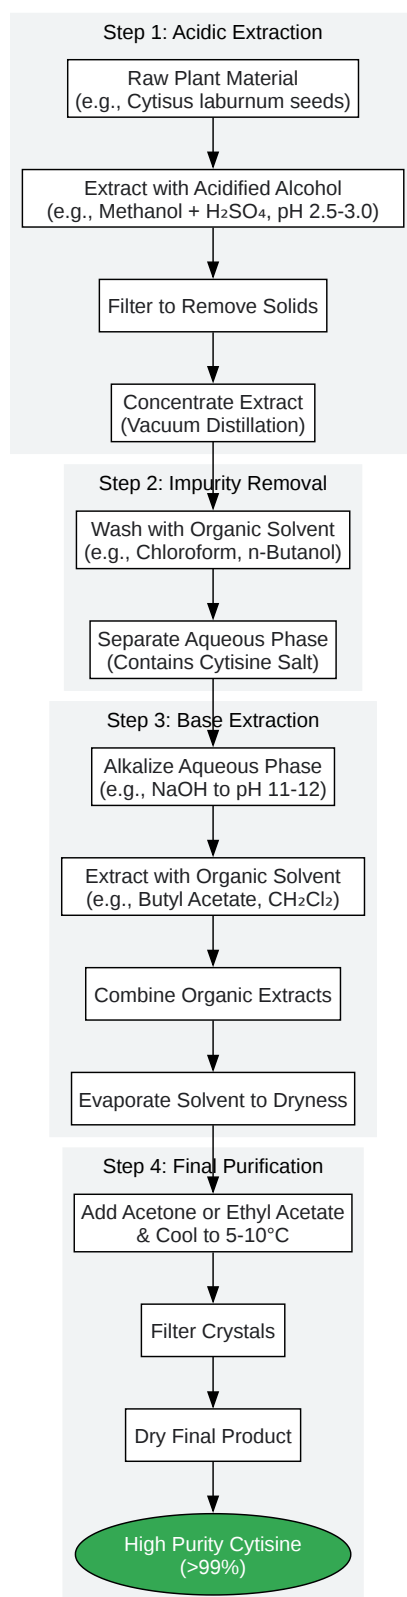 Step 1: Acidic Extraction
Raw Plant Material
(e.g., Cytisus laburnum seeds)
Extract with Acidified Alcohol
(e.g., Methanol + H₂SO₄, pH 2.5-3.0)
Filter to Remove Solids
Concentrate Extract
(Vacuum Distillation)
Step 2: Impurity Removal
Wash with Organic Solvent
(e.g., Chloroform, n-Butanol)
Separate Aqueous Phase
(Contains Cytisine Salt)
Step 3: Base Extraction
Alkalize Aqueous Phase
(e.g., NaOH to pH 11-12)
Extract with Organic Solvent
(e.g., Butyl Acetate, CH₂Cl₂)
Combine Organic Extracts
Evaporate Solvent to Dryness
Step 4: Final Purification
Add Acetone or Ethyl Acetate
& Cool to 5-10°C
Filter Crystals
Dry Final Product
High Purity Cytisine
(>99%)